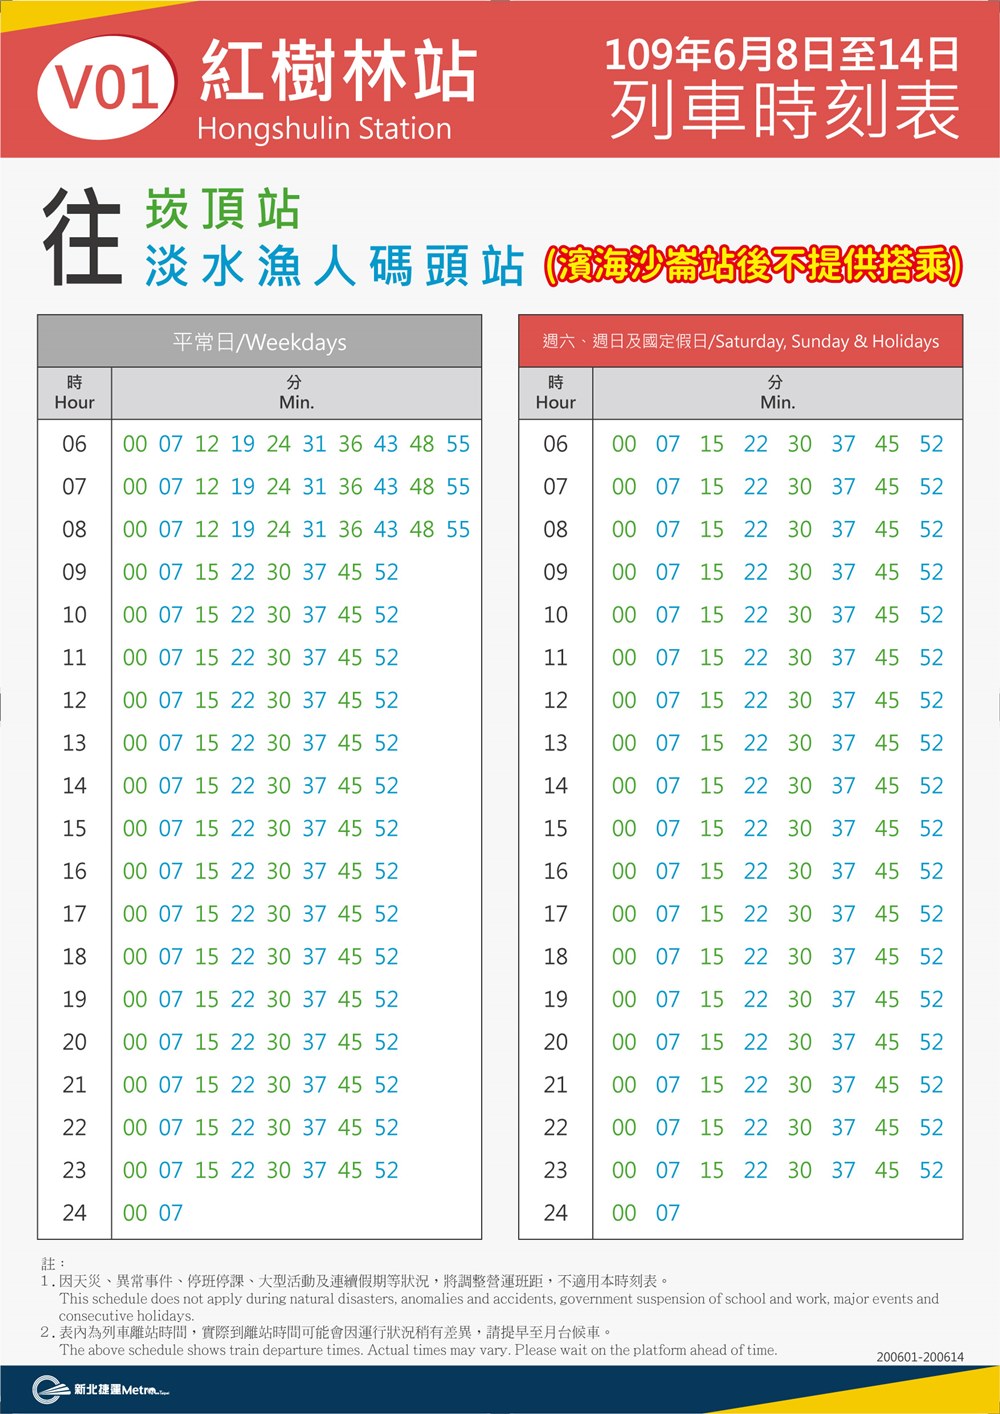 V01
紅樹林站
Hongshulin Station
109年6月8日至14日
列車時刻表
往
崁頂站
淡水漁人碼頭站 (濱海沙崙站後不提供搭乘)
平常日/Weekdays
時 分
Hour Min.
06 00 07 12 19 24 31 36 43 48 55
07 00 07 12 19 24 31 36 43 48 55
08 00 07 12 19 24 31 36 43 48 55
09 00 07 15 22 30 37 45 52
10 00 07 15 22 30 37 45 52
11 00 07 15 22 30 37 45 52
12 00 07 15 22 30 37 45 52
13 00 07 15 22 30 37 45 52
14 00 07 15 22 30 37 45 52
15 00 07 15 22 30 37 45 52
16 00 07 15 22 30 37 45 52
17 00 07 15 22 30 37 45 52
18 00 07 15 22 30 37 45 52
19 00 07 15 22 30 37 45 52
20 00 07 15 22 30 37 45 52
21 00 07 15 22 30 37 45 52
22 00 07 15 22 30 37 45 52
23 00 07 15 22 30 37 45 52
24 00 07
週六、週日及國定假日/Saturday, Sunday & Holidays
時 分
Hour Min.
06 00 07 15 22 30 37 45 52
07 00 07 15 22 30 37 45 52
08 00 07 15 22 30 37 45 52
09 00 07 15 22 30 37 45 52
10 00 07 15 22 30 37 45 52
11 00 07 15 22 30 37 45 52
12 00 07 15 22 30 37 45 52
13 00 07 15 22 30 37 45 52
14 00 07 15 22 30 37 45 52
15 00 07 15 22 30 37 45 52
16 00 07 15 22 30 37 45 52
17 00 07 15 22 30 37 45 52
18 00 07 15 22 30 37 45 52
19 00 07 15 22 30 37 45 52
20 00 07 15 22 30 37 45 52
21 00 07 15 22 30 37 45 52
22 00 07 15 22 30 37 45 52
23 00 07 15 22 30 37 45 52
24 00 07
註：
1.因天災、異常事件、停班停課、大型活動及連續假期等狀況，將調整營運班距，不適用本時刻表。
This schedule does not apply during natural disasters, anomalies and accidents, government suspension of school and work, major events and
consecutive holidays.
2.表內為列車離站時間，實際到離站時間可能會因運行狀況稍有差異，請提早至月台候車。
The above schedule shows train departure times. Actual times may vary. Please wait on the platform ahead of time.
200601-200614
新北捷運Metro